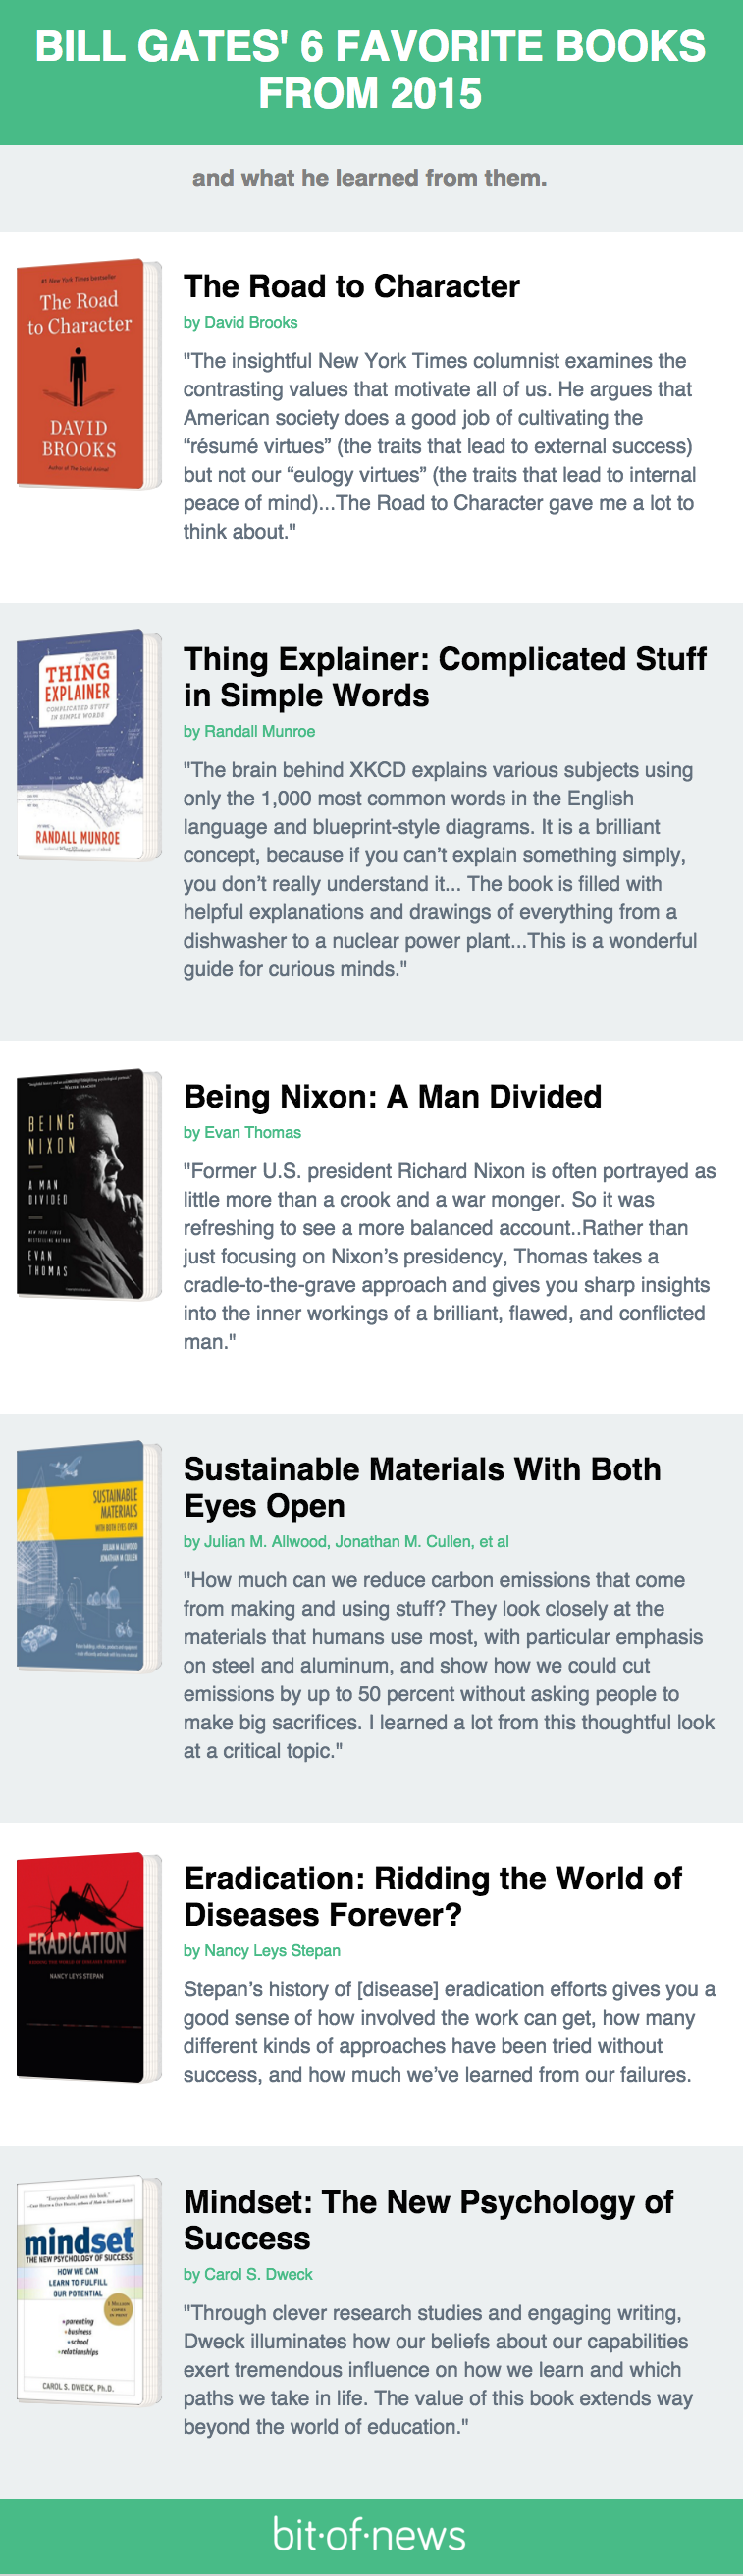 BILL GATES' 6 FAVORITE BOOKS
FROM 2015
and what he learned from them.
#1 New York Times bestseller
The Road
to Character
DAVID
BROOKS
Author of The Social Animal
The Road to Character
by David Brooks
"The insightful New York Times columnist examines the
contrasting values that motivate all of us. He argues that
American society does a good job of cultivating the
“résumé virtues” (the traits that lead to external success)
but not our “eulogy virtues” (the traits that lead to internal
peace of mind)...The Road to Character gave me a lot to
think about."
THING
EXPLAINER
COMPLICATED STUFF
IN SIMPLE WORDS
RANDALL MUNROE
Thing Explainer: Complicated Stuff
in Simple Words
by Randall Munroe
"The brain behind XKCD explains various subjects using
only the 1,000 most common words in the English
language and blueprint-style diagrams. It is a brilliant
concept, because if you can’t explain something simply,
you don’t really understand it... The book is filled with
helpful explanations and drawings of everything from a
dishwasher to a nuclear power plant...This is a wonderful
guide for curious minds."
BEING
NIXON
A MAN
DIVIDED
EVAN
THOMAS
Being Nixon: A Man Divided
by Evan Thomas
"Former U.S. president Richard Nixon is often portrayed as
little more than a crook and a war monger. So it was
refreshing to see a more balanced account..Rather than
just focusing on Nixon’s presidency, Thomas takes a
cradle-to-the-grave approach and gives you sharp insights
into the inner workings of a brilliant, flawed, and conflicted
man."
SUSTAINABLE
MATERIALS
WITH BOTH EYES OPEN
JULIAN M ALLWOOD
JONATHAN M CULLEN
Sustainable Materials With Both
Eyes Open
by Julian M. Allwood, Jonathan M. Cullen, et al
"How much can we reduce carbon emissions that come
from making and using stuff? They look closely at the
materials that humans use most, with particular emphasis
on steel and aluminum, and show how we could cut
emissions by up to 50 percent without asking people to
make big sacrifices. I learned a lot from this thoughtful look
at a critical topic."
ERADICATION
RIDDING THE WORLD OF DISEASES FOREVER?
NANCY LEYS STEPAN
Eradication: Ridding the World of
Diseases Forever?
by Nancy Leys Stepan
Stepan’s history of [disease] eradication efforts gives you a
good sense of how involved the work can get, how many
different kinds of approaches have been tried without
success, and how much we’ve learned from our failures.
"Everyone should read this book."
mindset
THE NEW PSYCHOLOGY OF SUCCESS
HOW WE CAN
LEARN TO FULFILL
OUR POTENTIAL
•parenting
•business
•school
•relationships
CAROL S. DWECK, Ph.D.
Mindset: The New Psychology of
Success
by Carol S. Dweck
"Through clever research studies and engaging writing,
Dweck illuminates how our beliefs about our capabilities
exert tremendous influence on how we learn and which
paths we take in life. The value of this book extends way
beyond the world of education."
bit·of·news